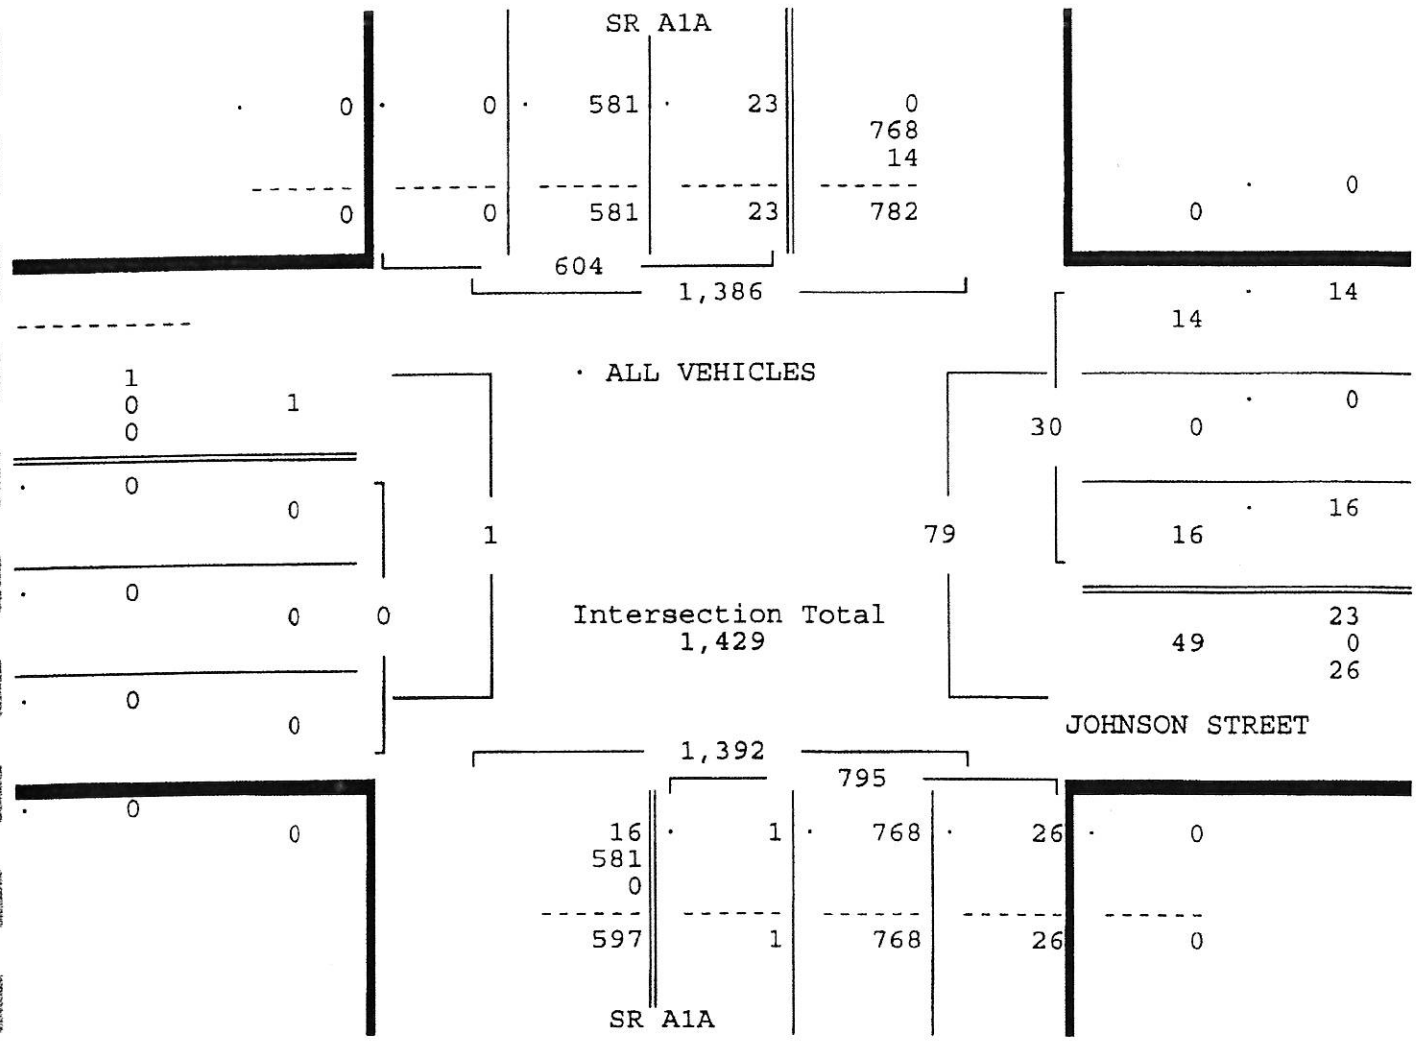 SR A1A
· 0 · 0 · 581 · 23 0
768
14
------ ------ ------ ------ ------
0 0 581 23 782
· 0
0
604
1,386
· 14
14
----------
· ALL VEHICLES
1
0 1
0
· 0
30 0
· 0
0
· 16
1 79 16
Intersection Total
1,429
· 0
0 0
23
49 0
26
· 0
0
JOHNSON STREET
1,392
795
· 0
0
16 · 1 · 768 · 26 · 0
581
0
------ ------ ------ ------ ------
597 1 768 26 0
SR A1A